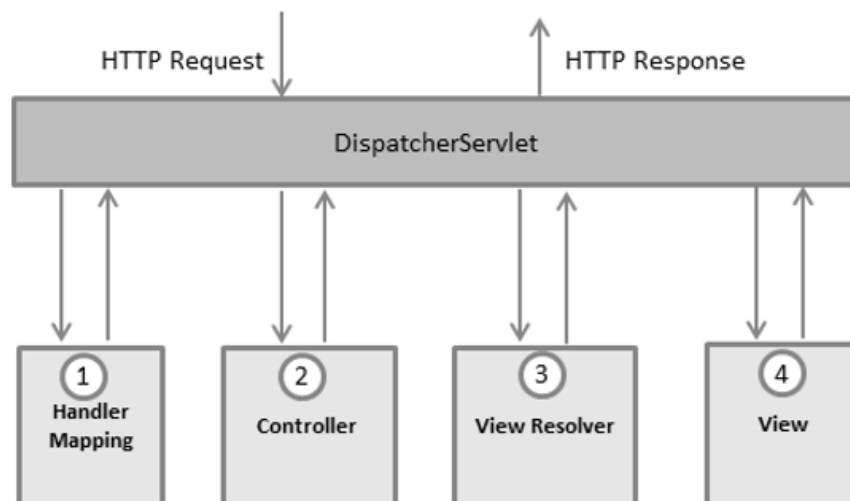 HTTP Request
HTTP Response
DispatcherServlet
1
Handler
Mapping
2
Controller
3
View Resolver
4
View